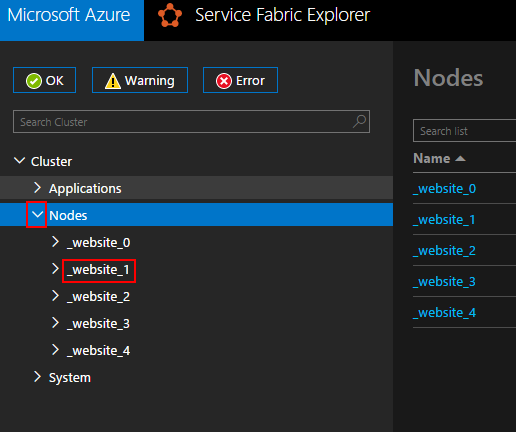 Microsoft Azure
Service Fabric Explorer
OK
Warning
Error
Search Cluster
Cluster
Applications
Nodes
_website_0
_website_1
_website_2
_website_3
_website_4
System
Nodes
Search list
Name
_website_0
_website_1
_website_2
_website_3
_website_4